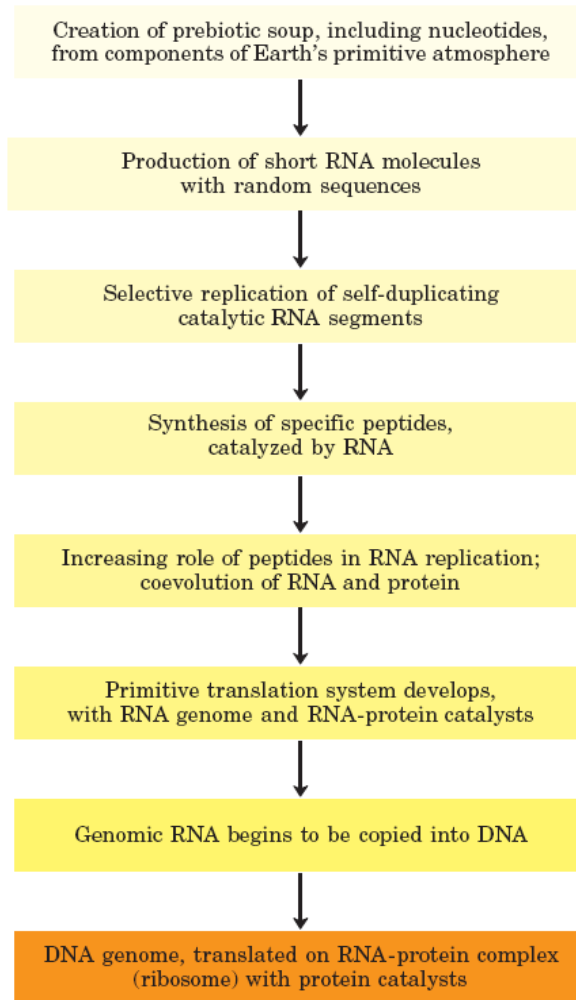 Creation of prebiotic soup, including nucleotides,
from components of Earth’s primitive atmosphere
Production of short RNA molecules
with random sequences
Selective replication of self-duplicating
catalytic RNA segments
Synthesis of specific peptides,
catalyzed by RNA
Increasing role of peptides in RNA replication;
coevolution of RNA and protein
Primitive translation system develops,
with RNA genome and RNA-protein catalysts
Genomic RNA begins to be copied into DNA
DNA genome, translated on RNA-protein complex
(ribosome) with protein catalysts